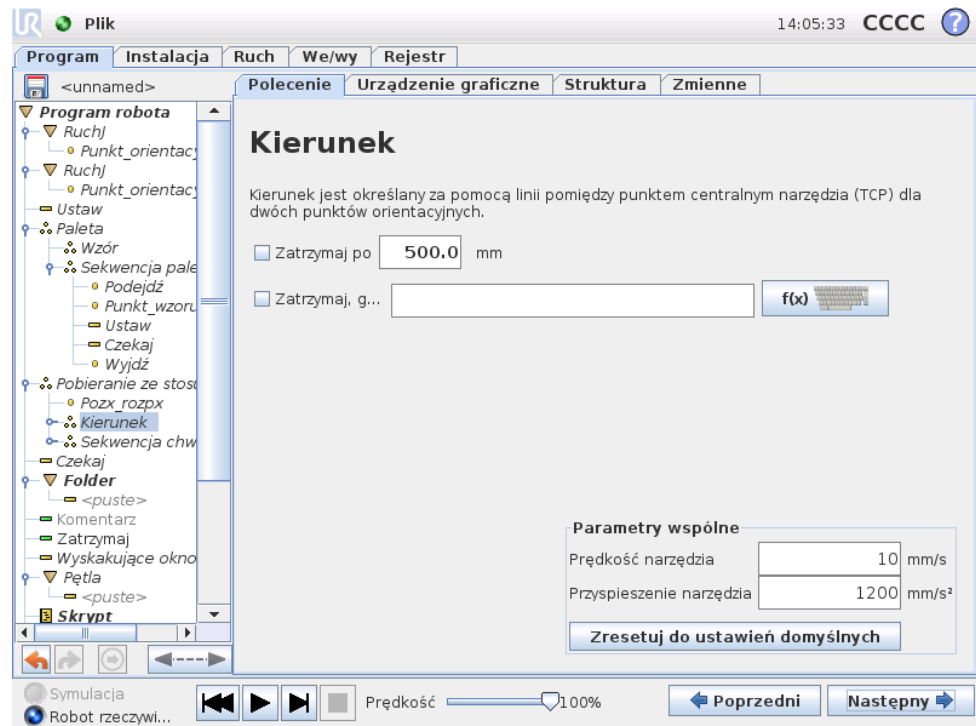 Plik
14:05:33 CCCC ?
Program Instalacja Ruch We/wy Rejestr
<unnamed>
Polecenie Urządzenie graficzne Struktura Zmienne
Program robota
RuchJ
Punkt_orientac
RuchJ
Punkt_orientac
Ustaw
Paleta
Wzór
Sekwencja pale
Podejdź
Punkt_wzoru
Ustaw
Czekaj
Wyjdź
Pobieranie ze stosu
Pozx_rozpx
Kierunek
Sekwencja chw
Czekaj
Folder
<puste>
Komentarz
Zatrzymaj
Wyskakujące okno
Pętla
<puste>
Skrypt
Kierunek
Kierunek jest określany za pomocą linii pomiędzy punktem centralnym narzędzia (TCP) dla
dwóch punktów orientacyjnych.
Zatrzymaj po 500.0 mm
Zatrzymaj, g... f(x)
Parametry wspólne
Prędkość narzędzia 10 mm/s
Przyspieszenie narzędzia 1200 mm/s²
Zresetuj do ustawień domyślnych
Symulacja
Robot rzeczywi...
Prędkość 100%
Poprzedni Następny